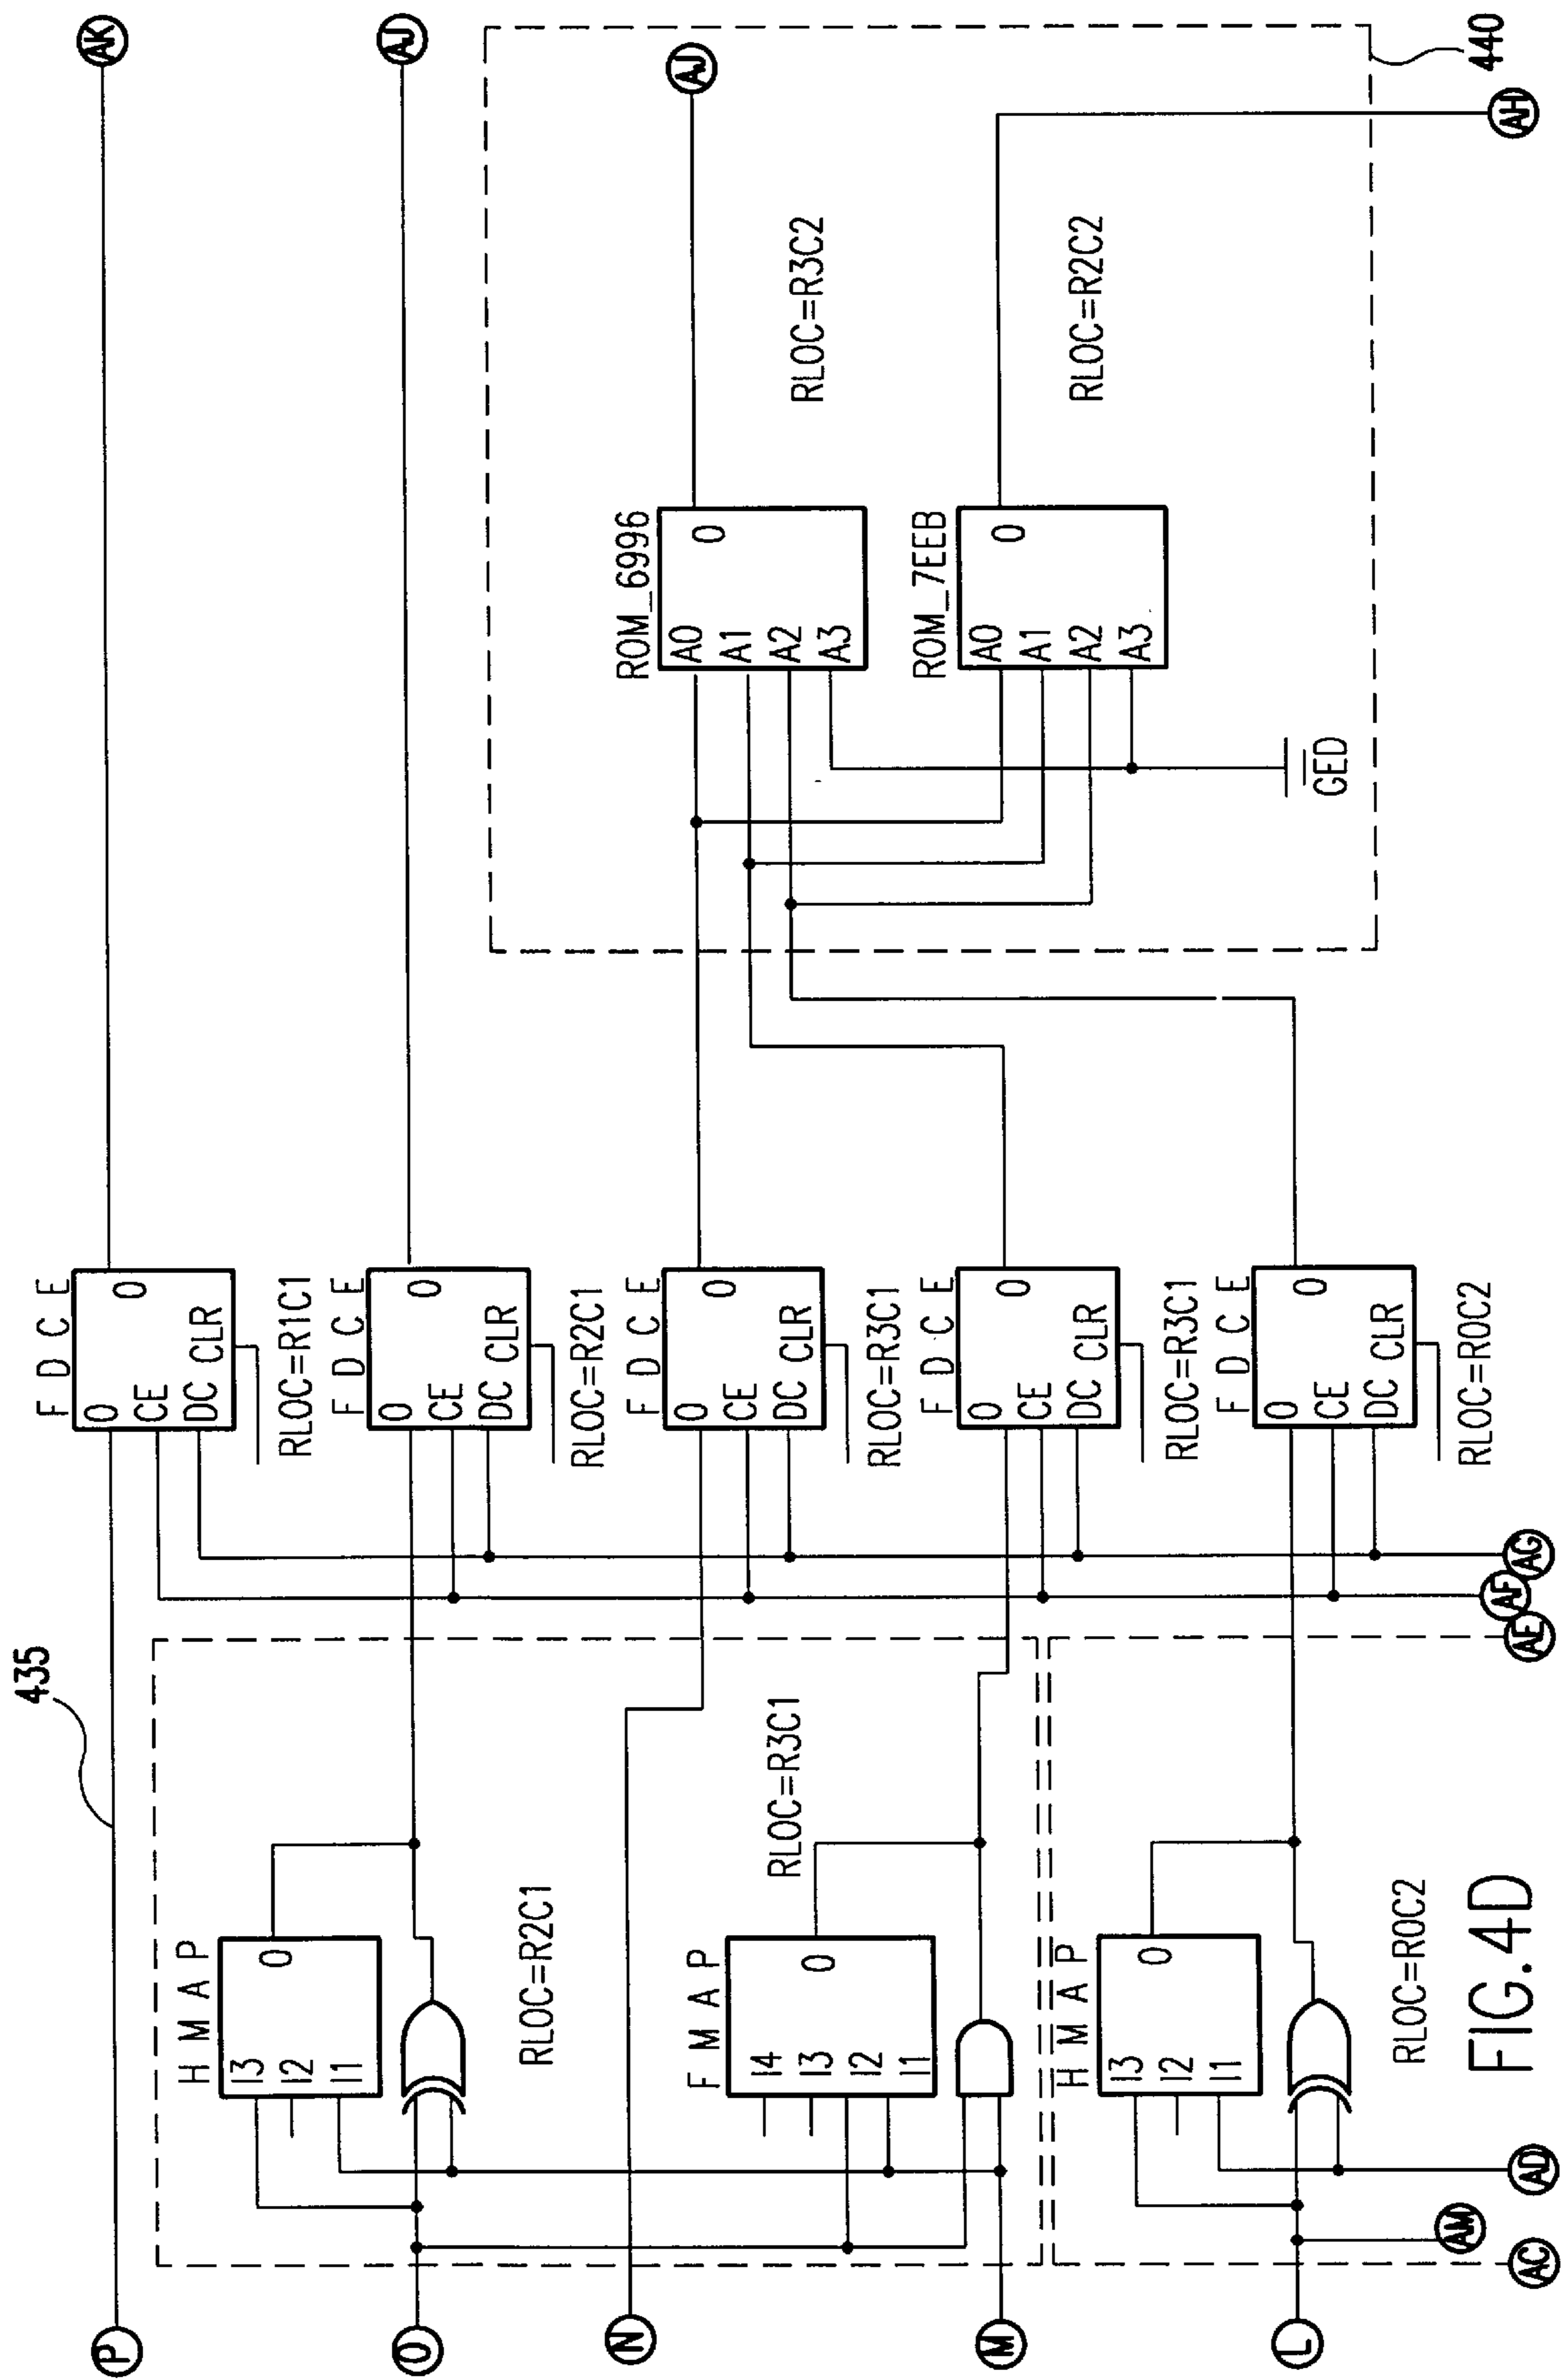 435
P
AK
F D C E
0
CE
DC CLR
0
RLOC=R1C1
H M A P
I3
I2
I1
0
RLOC=R2C1
O
AJ
F D C E
0
CE
DC CLR
0
RLOC=R2C1
N
F D C E
0
CE
DC CLR
0
RLOC=R3C1
ROM_6996
A0
A1
A2
A3
0
AJ
RLOC=R3C2
F M A P
I4
I3
I2
I1
0
RLOC=R3C1
M
F D C E
0
CE
DC CLR
0
RLOC=R3C1
ROM_7EEB
A0
A1
A2
A3
0
RLOC=R2C2
GED
H M A P
I3
I2
I1
0
RLOC=R0C2
L
F D C E
0
CE
DC CLR
0
RLOC=R0C2
440
AC
AM
AD
AE
AF
AG
AH
FIG.4D